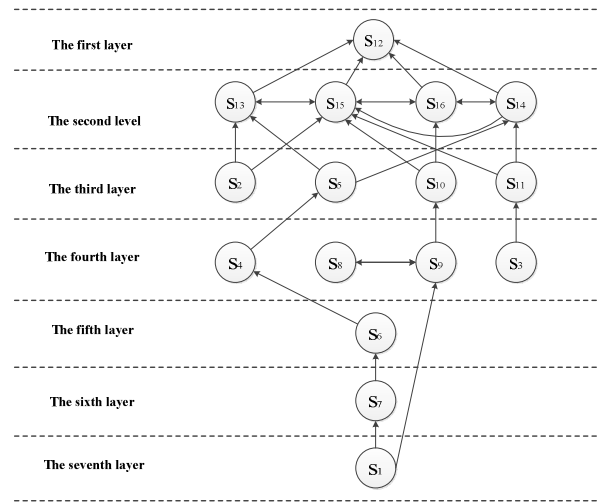 The first layer
S12
S13 S15 S16 S14
The second level
The third layer
S2 S5 S10 S11
The fourth layer
S4 S8 S9 S3
The fifth layer
S6
The sixth layer
S7
The seventh layer
S1